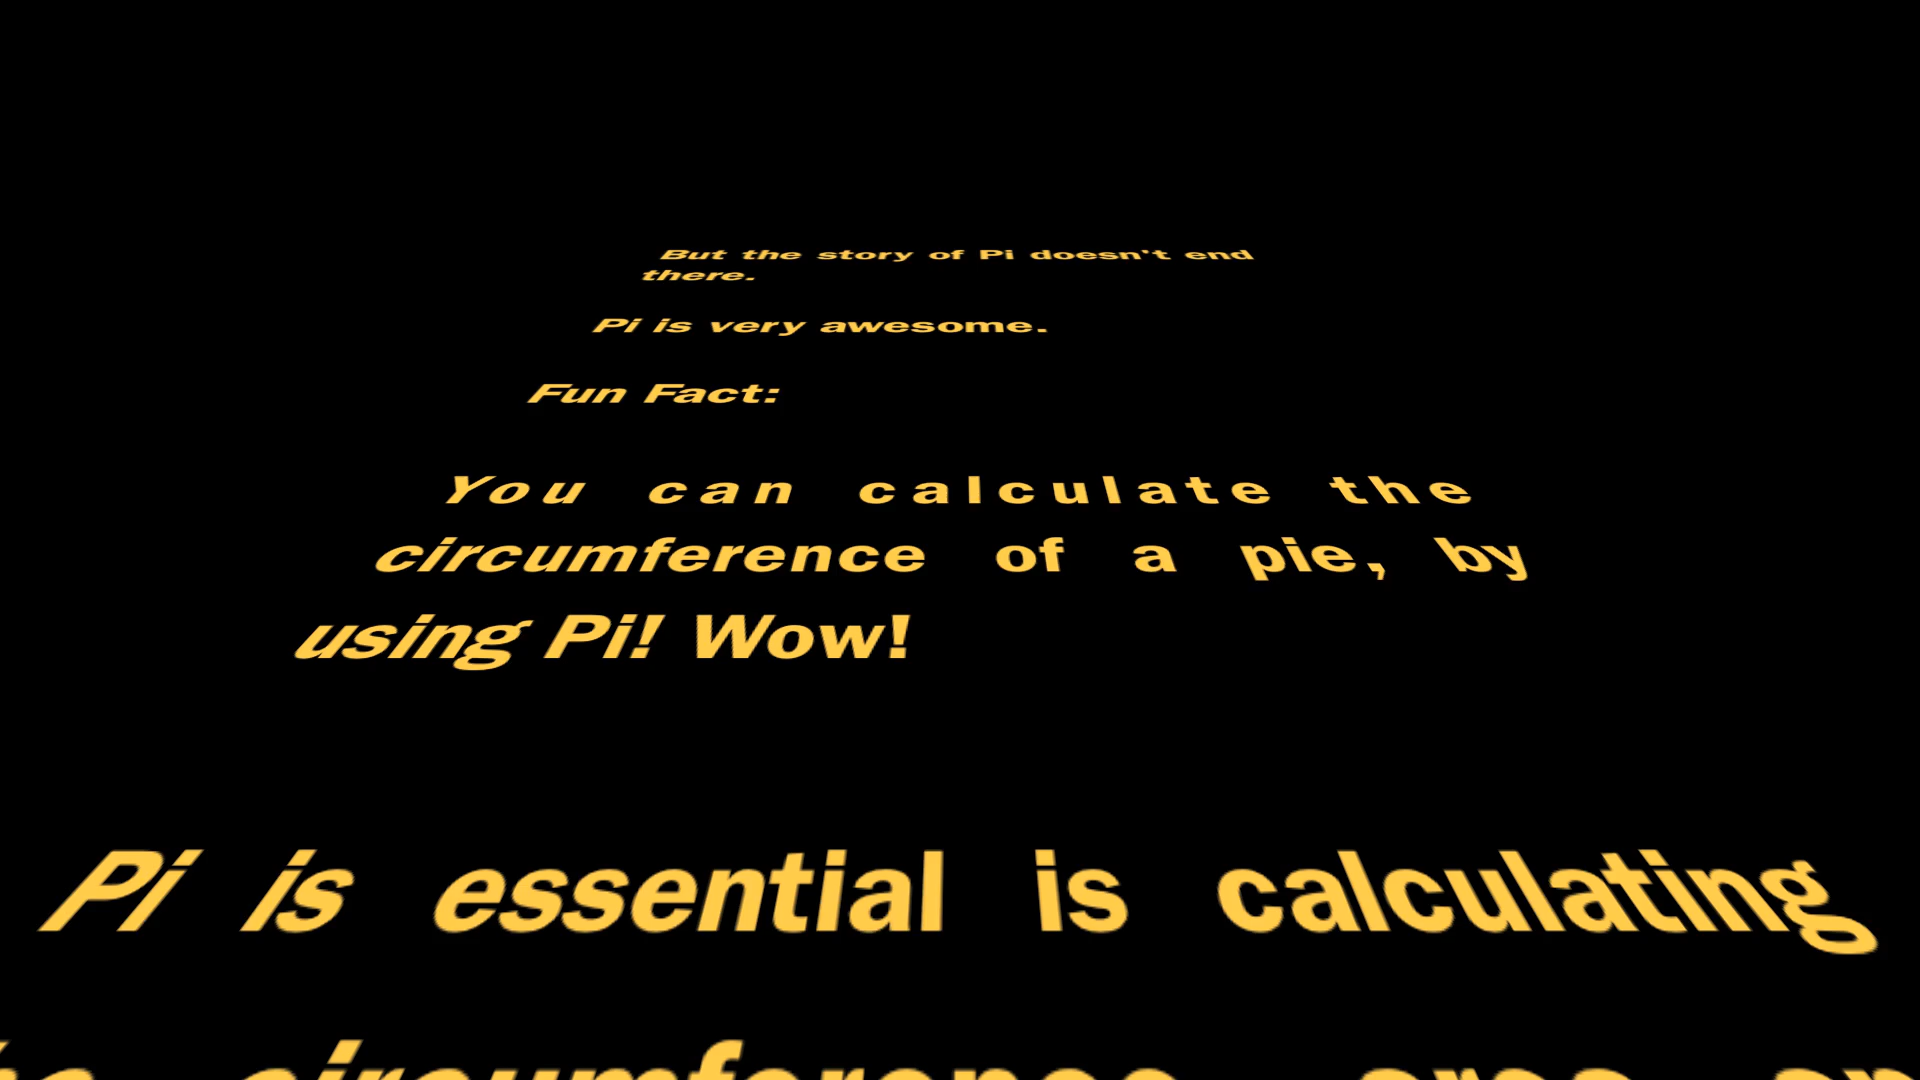 But the story of Pi doesn't end
there.
Pi is very awesome.
Fun Fact:
You can calculate the
circumference of a pie, by
using Pi! Wow!
Pi is essential is calculating
circumference